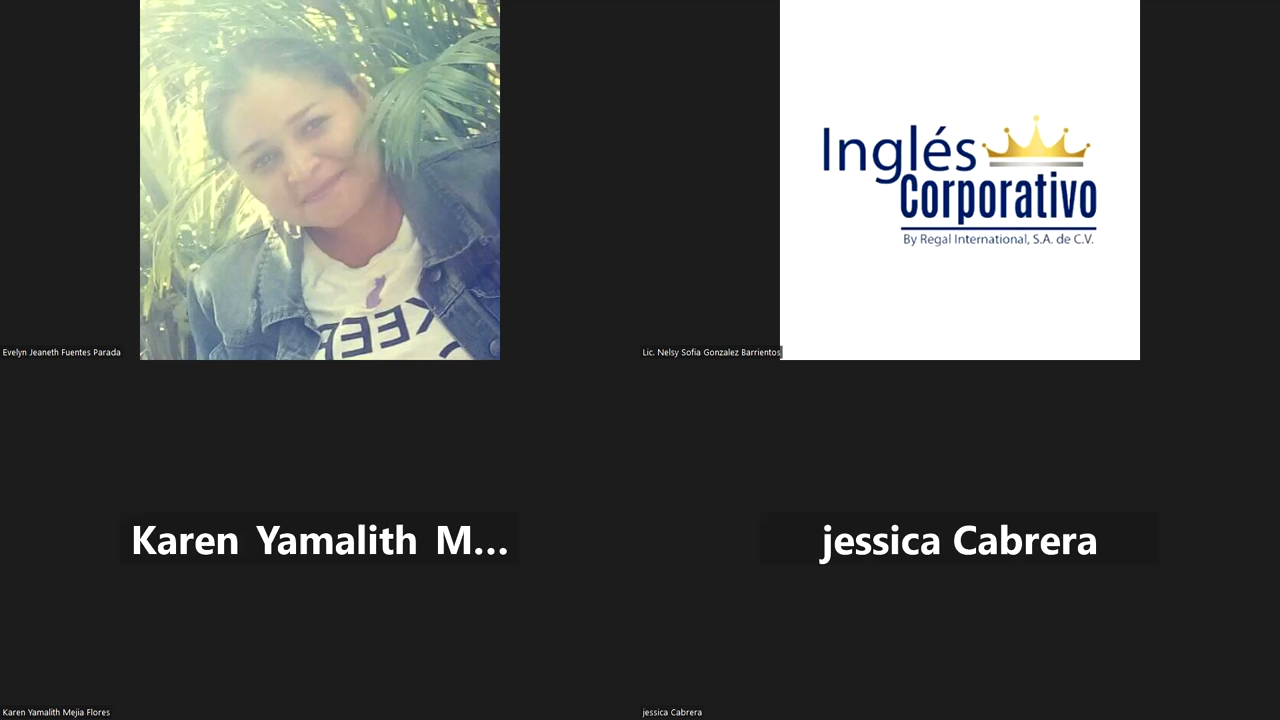 Evelyn Jeaneth Fuentes Parada
Inglés
Corporativo
By Regal International, S.A. de C.V.
Lic. Nelsy Sofia Gonzalez Barrientos
Karen Yamalith M...
jessica Cabrera
Karen Yamalith Mejia Flores
jessica Cabrera